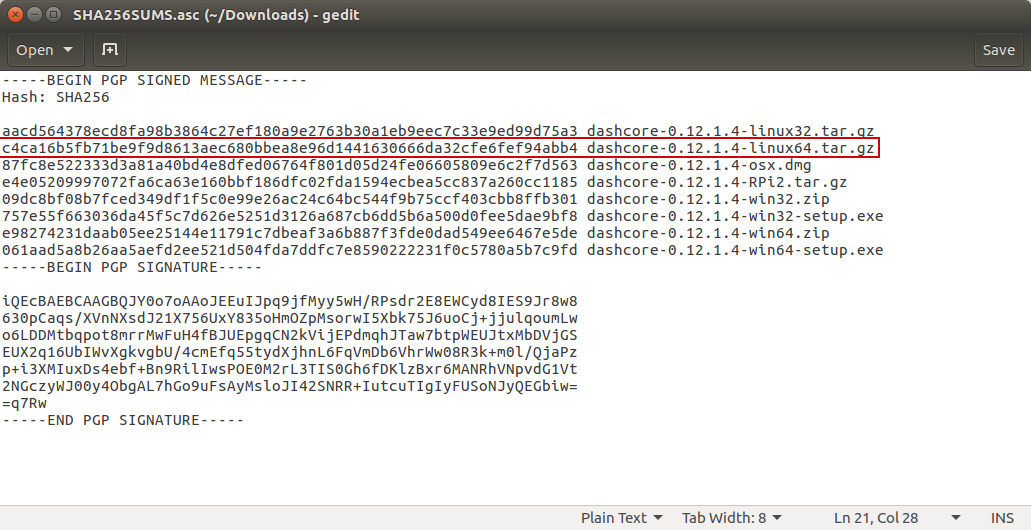 SHA256SUMS.asc (~/Downloads) - gedit
Open
Save
-----BEGIN PGP SIGNED MESSAGE-----
Hash: SHA256
aacd564378ecd8fa98b3864c27ef180a9e2763b30a1eb9eec7c33e9ed99d75a3 dashcore-0.12.1.4-linux32.tar.gz
c4ca16b5fb71be9f9d8613aec680bbea8e96d1441630666da32cfe6fef94abb4 dashcore-0.12.1.4-linux64.tar.gz
87fc8e522333d3a81a40bd4e8dfed06764f801d05d24fe06605809e6c2f7d563 dashcore-0.12.1.4-osx.dmg
e4e05209997072fa6ca63e160bbf186dfc02fda1594ecbea5cc837a260cc1185 dashcore-0.12.1.4-RPi2.tar.gz
09dc8bf08b7fced349df1f5c0e99e26ac24c64bc544f9b75ccf403cbb8ffb301 dashcore-0.12.1.4-win32.zip
757e55f663036da45f5c7d626e5251d3126a687cb6dd5b6a500d0fee5dae9bf8 dashcore-0.12.1.4-win32-setup.exe
e98274231daab05ee25144e11791c7dbeaf3a6b887f3fde0dad549ee6467e5de dashcore-0.12.1.4-win64.zip
061aad5a8b26aa5aefd2ee521d504fda7ddfc7e8590222231f0c5780a5b7c9fd dashcore-0.12.1.4-win64-setup.exe
-----BEGIN PGP SIGNATURE-----
iQEcBAEBCAAGBQJYOo7oAAoJEEuIJpq9jfMyy5wH/RPsdr2E8EWCyd8IES9Jr8w8
630pCaqs/XVnNXsdJ21X756UxY835oHmOZpMsorwI5Xbk75J6uoCj+jjulqoumLw
o6LDDMtbqpot8mrrMwFuH4fBJUEpgqCN2kVijEPdmqhJTaw7btpWEUJtxMbDVjGS
EUX2q16UbIWvXgkvgbU/4cmEfq55tydXjhnL6FqVmDb6VhrWw08R3k+m0l/QjaPz
p+i3XMIuxDs4ebf+Bn9RilIwsPOE0M2rL3TIS0Gh6fDKlzBxr6MANRhVNpvdG1Vt
2NGczyWJ00y4ObgAL7hGo9uFsAyMsloJI42SNRR+IutcuTIgIyFUSoNJyQEGbiw=
=q7Rw
-----END PGP SIGNATURE-----
Plain Text Tab Width: 8 Ln 21, Col 28 INS